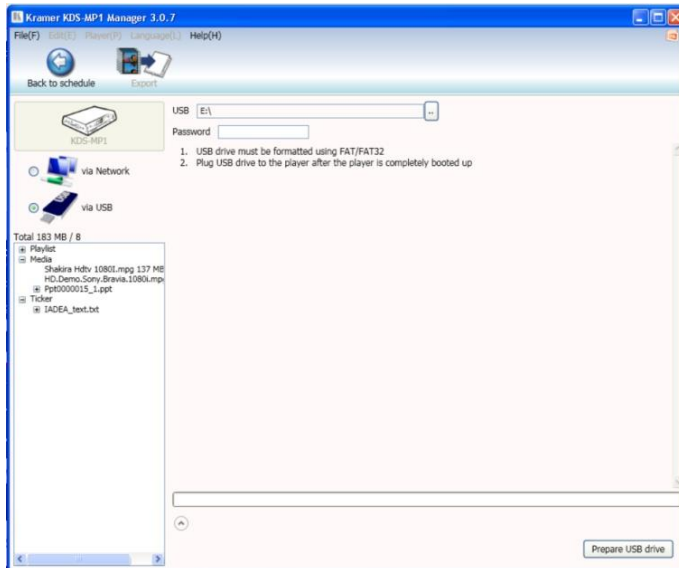 Kramer KDS-MP1 Manager 3.0.7
File(F) Edit(E) Player(P) Language(L) Help(H)
Back to schedule Export
USB E:\ ..
KDS-MP1
Password
1. USB drive must be formatted using FAT/FAT32
2. Plug USB drive to the player after the player is completely booted up
via Network
via USB
Total 183 MB / 8
Playlist
Media
Shakira Hdtv 1080I.mpg 137 MB
HD.Demo.Sony.Bravia.1080i.mp
Ppt0000015_1.ppt
Ticker
IADEA_text.txt
Prepare USB drive